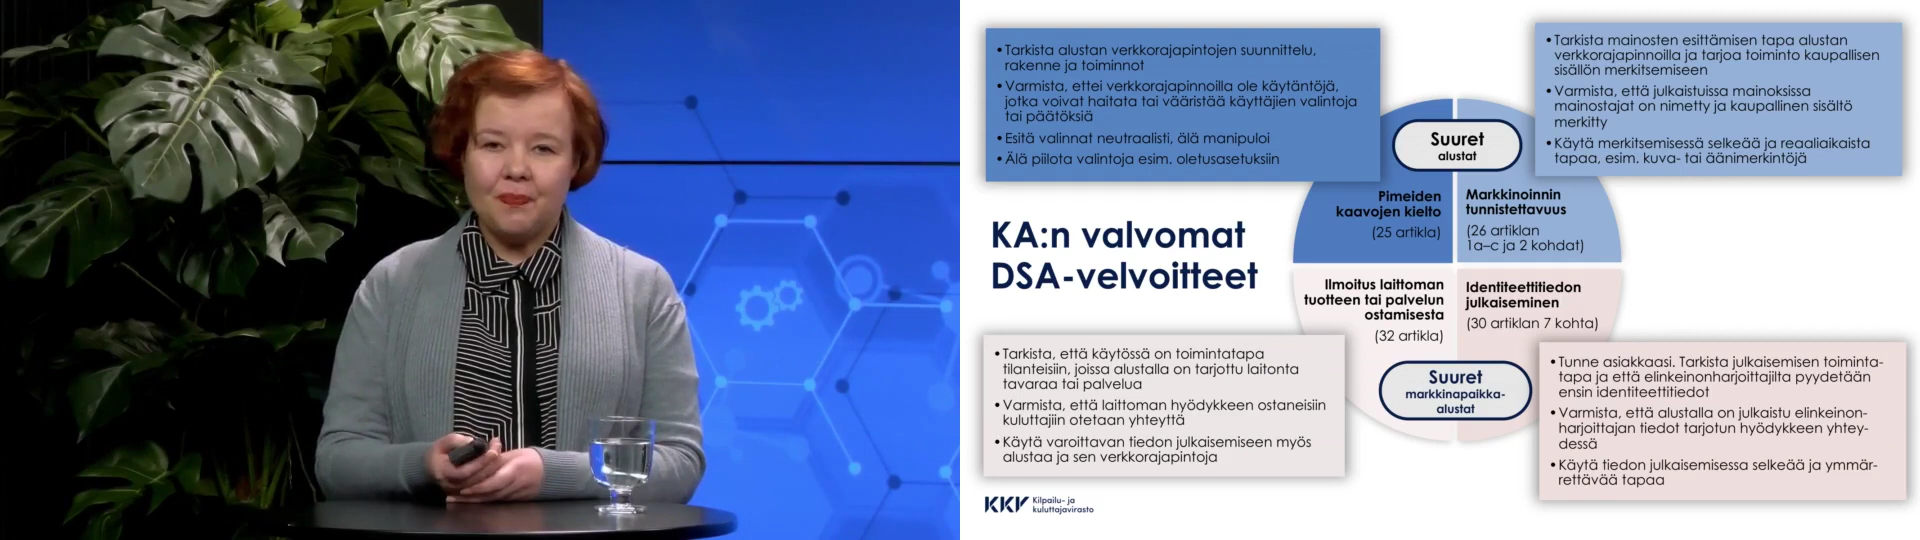 • Tarkista alustan verkkorajapintojen suunnittelu,
rakenne ja toiminnot
• Varmista, ettei verkkorajapinnoilla ole käytäntöjä,
jotka voivat haitata tai vääristää käyttäjien valintoja
tai päätöksiä
• Esitä valinnat neutraalisti, älä manipuloi
• Älä piilota valintoja esim. oletusasetuksiin
• Tarkista mainosten esittämisen tapa alustan
verkkorajapinnoilla ja tarjoa toiminto kaupallisen
sisällön merkitsemiseen
• Varmista, että julkaistuissa mainoksissa
mainostajat on nimetty ja kaupallinen sisältö
merkitty
• Käytä merkitsemisessä selkeää ja reaaliaikaista
tapaa, esim. kuva- tai äänimerkintöjä
Suuret
alustat
Pimeiden
kaavojen kielto
(25 artikla)
Markkinoinnin
tunnistettavuus
(26 artiklan
1a–c ja 2 kohdat)
KA:n valvomat
DSA-velvoitteet
Ilmoitus laittoman
tuotteen tai palvelun
ostamisesta
(32 artikla)
Identiteettitiedon
julkaiseminen
(30 artiklan 7 kohta)
Suuret
markkinapaikka-
alustat
• Tarkista, että käytössä on toimintatapa
tilanteisiin, joissa alustalla on tarjottu laitonta
tavaraa tai palvelua
• Varmista, että laittoman hyödykkeen ostaneisiin
kuluttajiin otetaan yhteyttä
• Käytä varoittavan tiedon julkaisemiseen myös
alustaa ja sen verkkorajapintoja
• Tunne asiakkaasi. Tarkista julkaisemisen toiminta-
tapa ja että elinkeinonharjoittajilta pyydetään
ensin identiteettitiedot
• Varmista, että alustalla on julkaistu elinkeinon-
harjoittajan tiedot tarjotun hyödykkeen yhtey-
dessä
• Käytä tiedon julkaisemisessa selkeää ja ymmär-
rettävää tapaa
KKV Kilpailu- ja
kuluttajavirasto